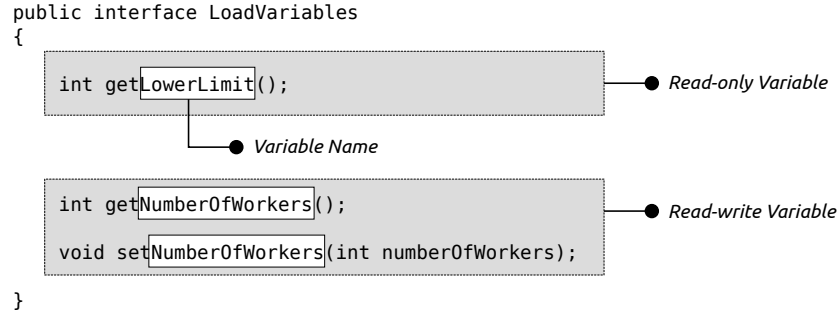 public interface LoadVariables
{
int getLowerLimit();
Read-only Variable
Variable Name
int getNumberOfWorkers();
Read-write Variable
void setNumberOfWorkers(int numberOfWorkers);
}